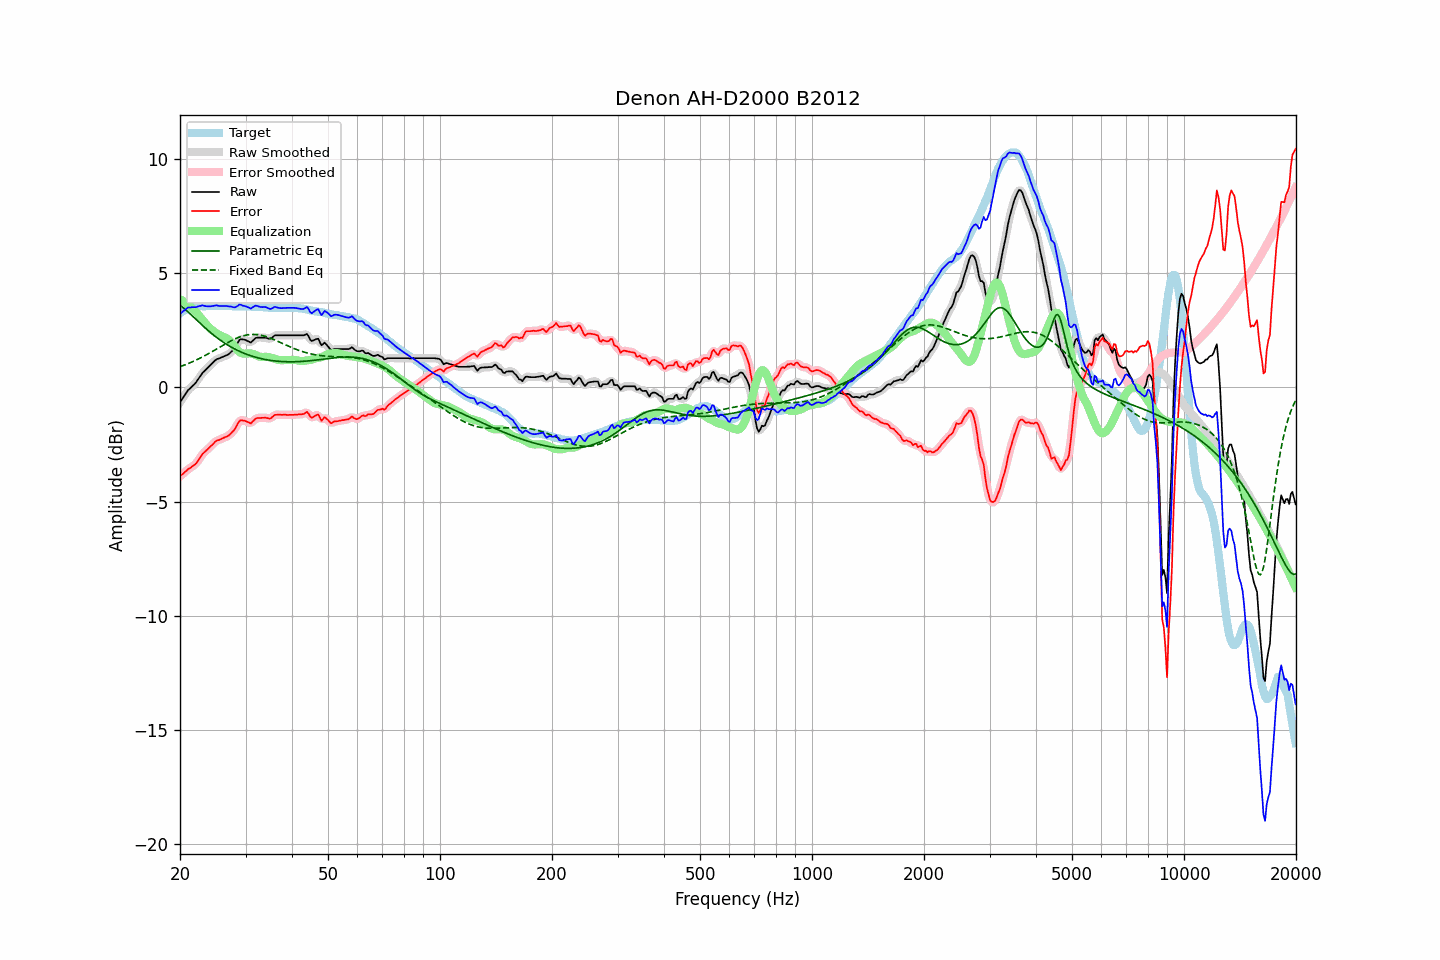 Denon AH-D2000 B2012
Target
Raw Smoothed
Error Smoothed
Raw
Error
Equalization
Parametric Eq
Fixed Band Eq
Equalized
10
5
0
−5
−10
−15
−20
Amplitude (dBr)
20 50 100 200 500 1000 2000 5000 10000 20000
Frequency (Hz)